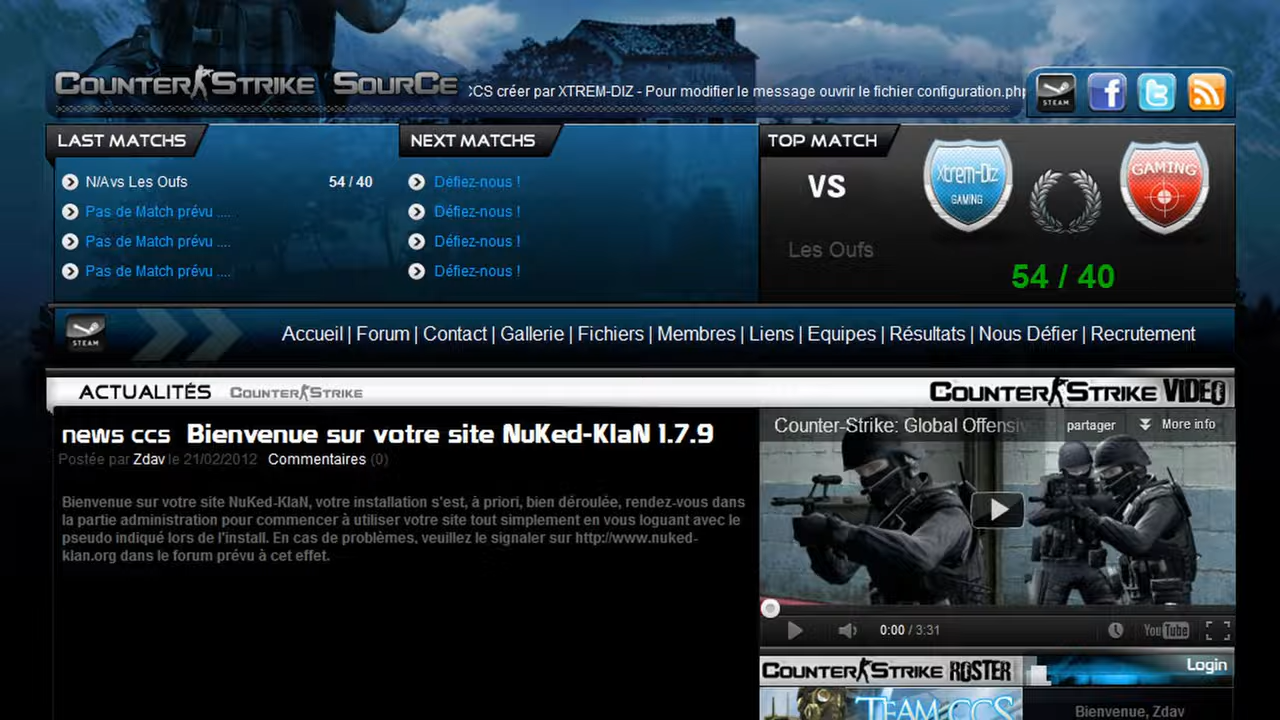 COUNTER STRIKE SOURCE
CCS créer par XTREM-DIZ - Pour modifier le message ouvrir le fichier configuration.php
STEAM
LAST MATCHS
NEXT MATCHS
TOP MATCH
N/A vs Les Oufs 54 / 40
Pas de Match prévu ....
Pas de Match prévu ....
Pas de Match prévu ....
Défiez-nous !
Défiez-nous !
Défiez-nous !
Défiez-nous !
VS
Les Oufs
Xtrem-Diz
GAMING
GAMING
54 / 40
STEAM
Accueil | Forum | Contact | Gallerie | Fichiers | Membres | Liens | Equipes | Résultats | Nous Défier | Recrutement
ACTUALITÉS COUNTER STRIKE
COUNTER STRIKE VIDEO
news ccs Bienvenue sur votre site NuKed-KlaN 1.7.9
Postée par Zdav le 21/02/2012 Commentaires (0)
Bienvenue sur votre site NuKed-KlaN, votre installation s'est, à priori, bien déroulée, rendez-vous dans
la partie administration pour commencer à utiliser votre site tout simplement en vous loguant avec le
pseudo indiqué lors de l'install. En cas de problèmes, veuillez le signaler sur http://www.nuked-
klan.org dans le forum prévu à cet effet.
Counter-Strike: Global Offensiv
partager
More info
0:00 / 3:31
YouTube
COUNTER STRIKE ROSTER
Login
TEAM CCS
Bienvenue, Zdav